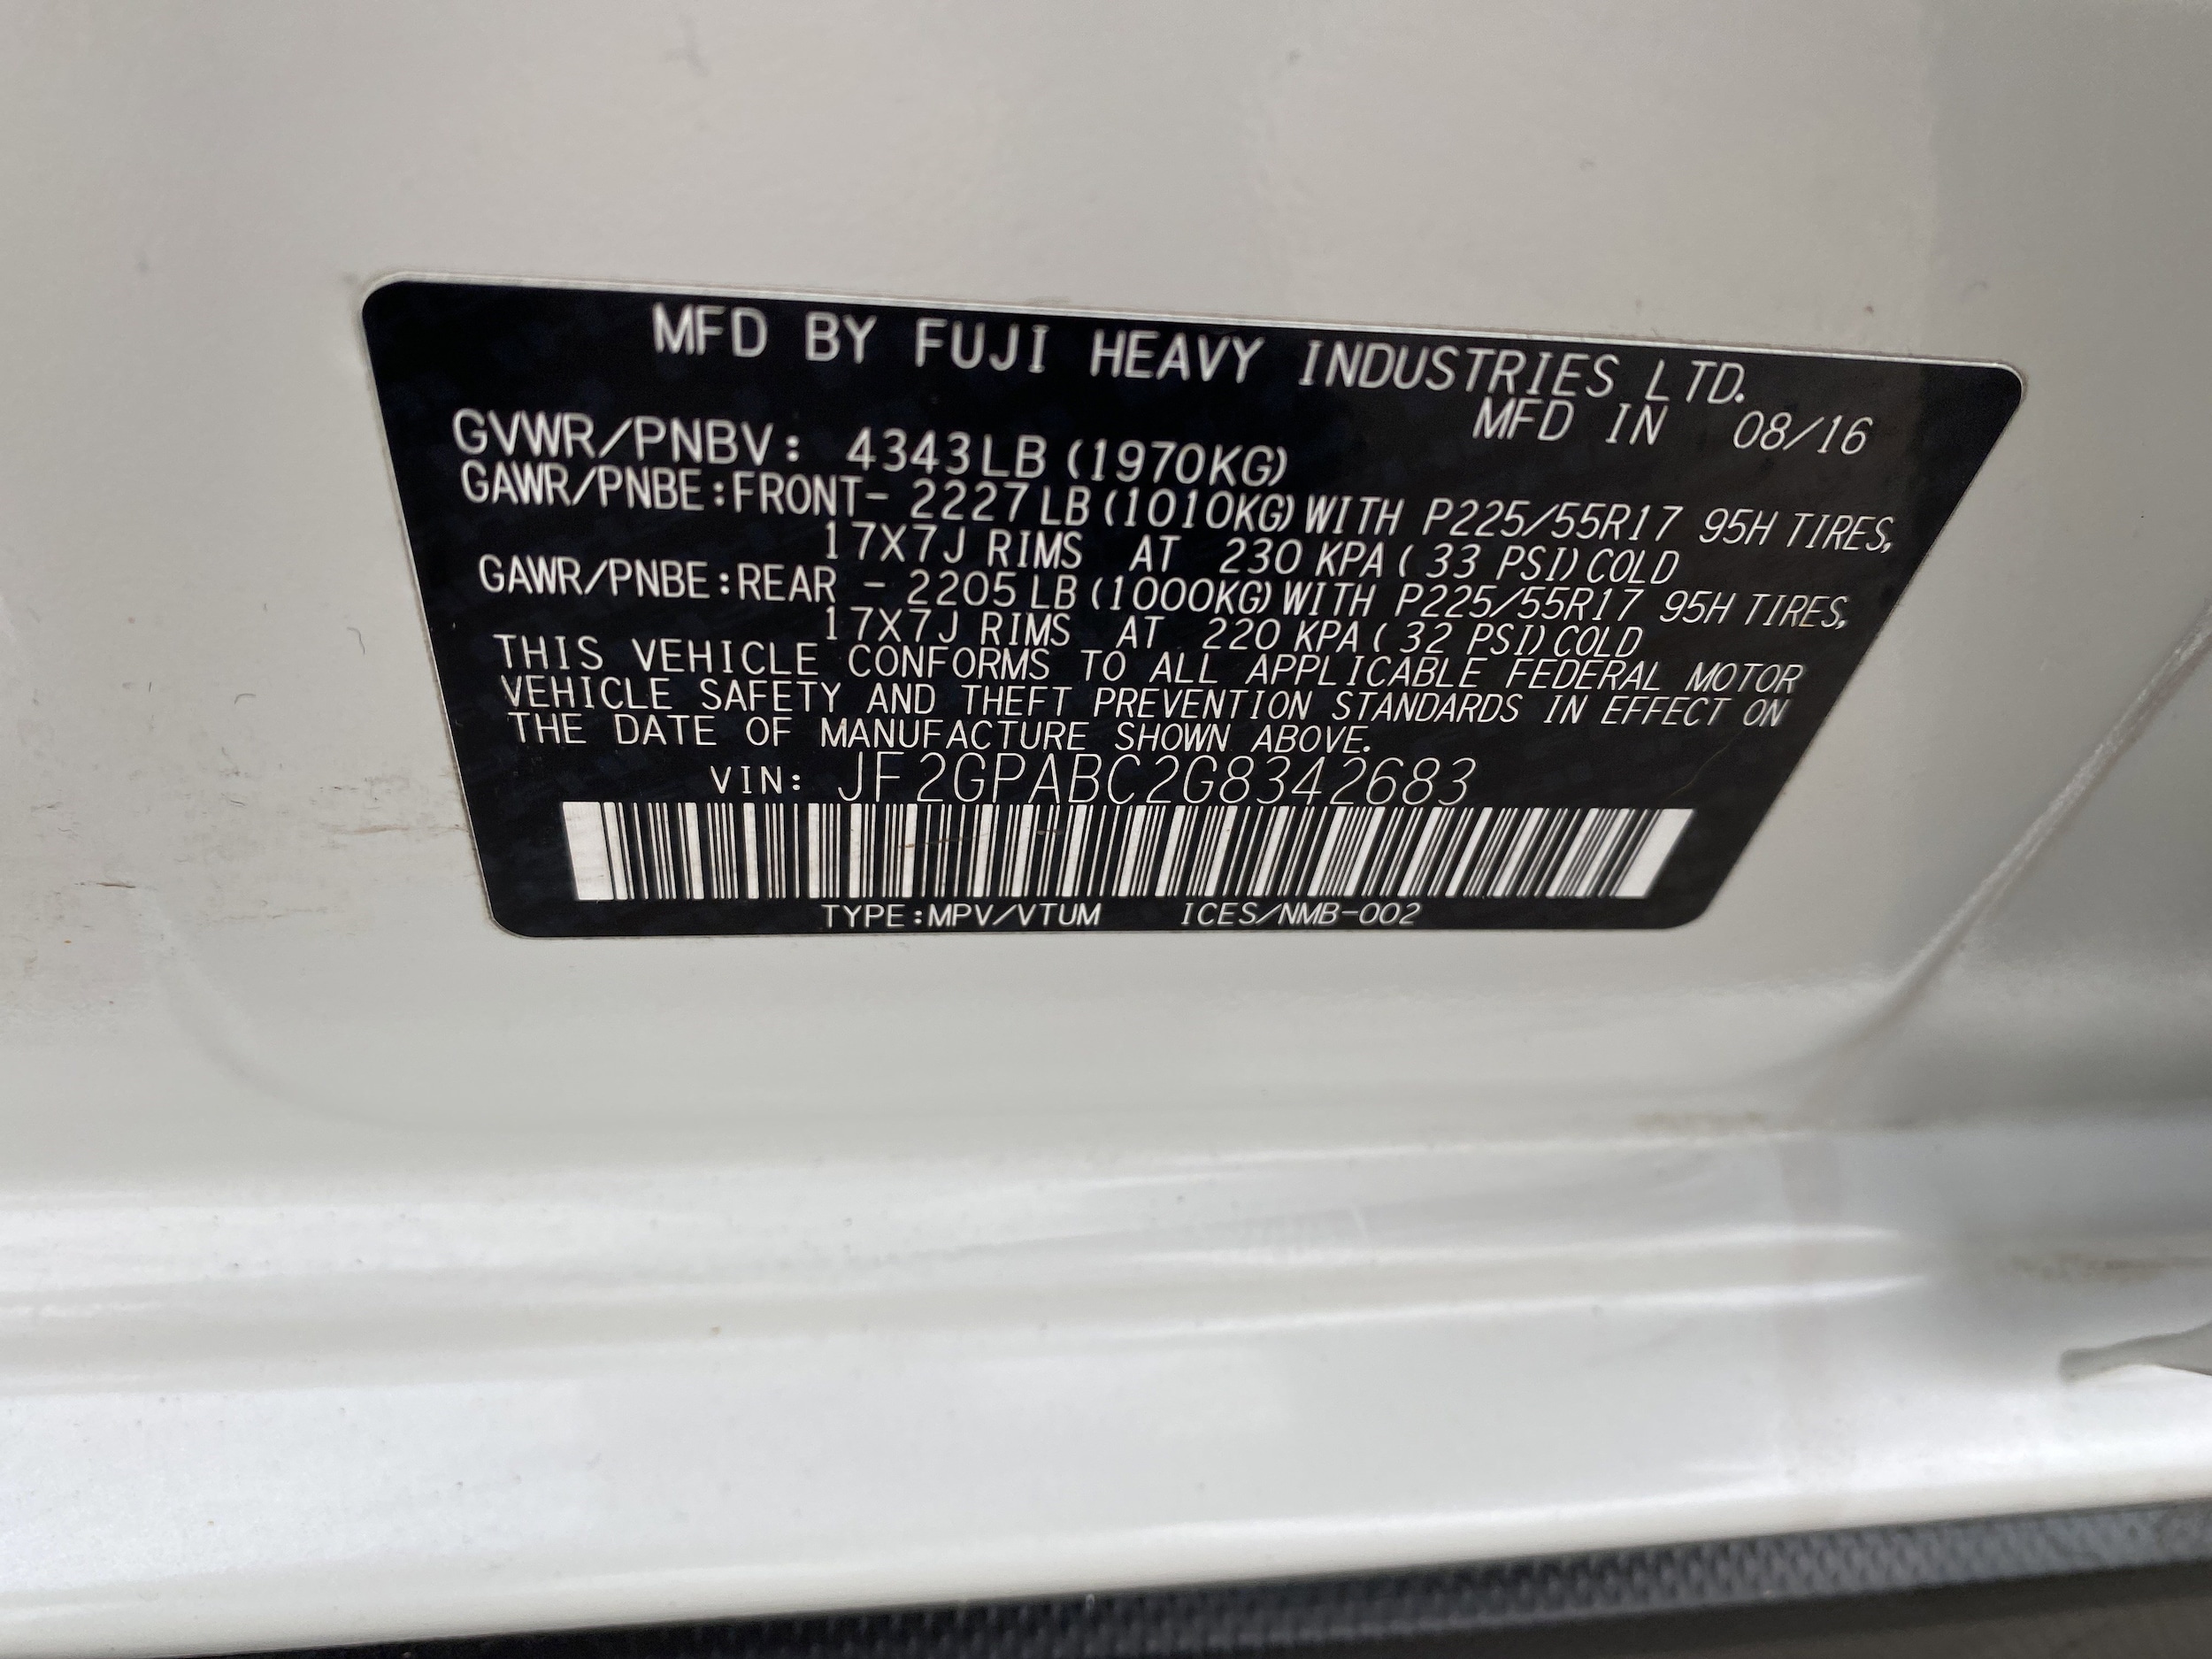 MFD BY FUJI HEAVY INDUSTRIES LTD.
MFD IN 08/16
GVWR/PNBV: 4343LB (1970KG)
GAWR/PNBE:FRONT- 2227LB(1010KG)WITH P225/55R17 95H TIRES,
17X7J RIMS AT 230 KPA( 33 PSI)COLD
GAWR/PNBE:REAR - 2205LB(1000KG)WITH P225/55R17 95H TIRES,
17X7J RIMS AT 220 KPA( 32 PSI)COLD
THIS VEHICLE CONFORMS TO ALL APPLICABLE FEDERAL MOTOR
VEHICLE SAFETY AND THEFT PREVENTION STANDARDS IN EFFECT ON
THE DATE OF MANUFACTURE SHOWN ABOVE.
VIN: JF2GPABC2G8342683
TYPE:MPV/VTUM ICES/NMB-002